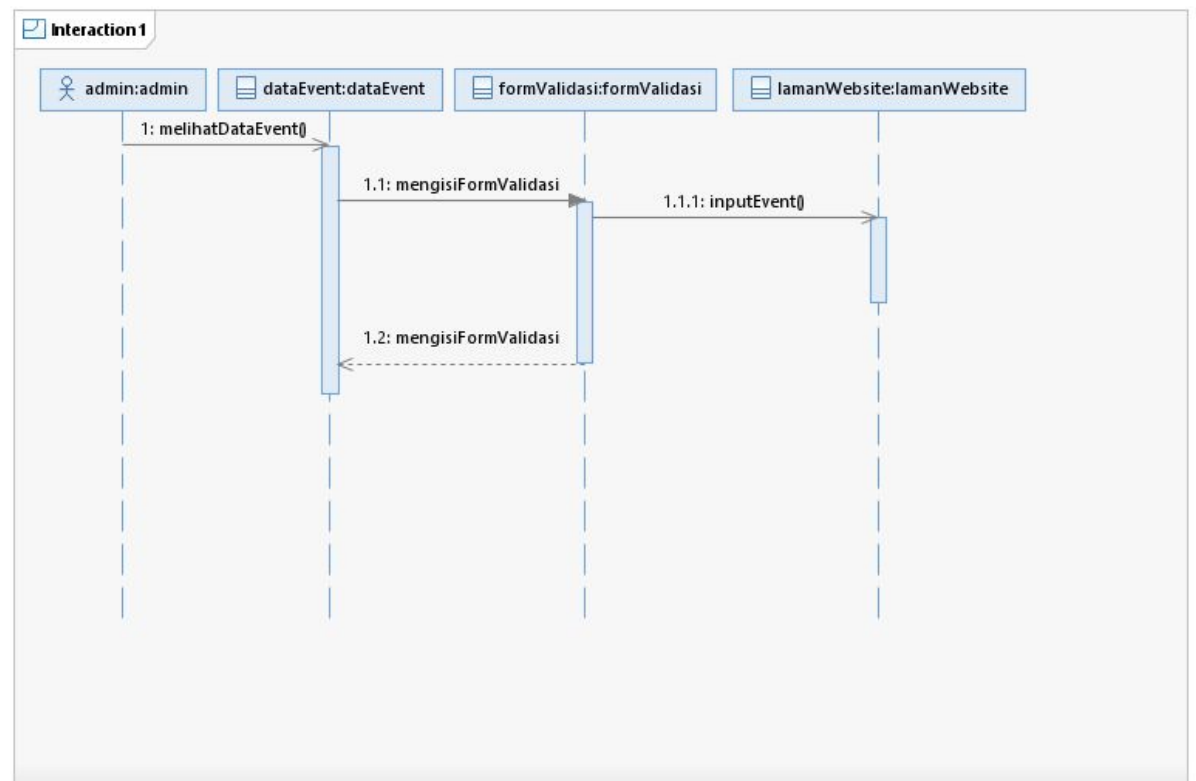 Interaction1
admin:admin
dataEvent:dataEvent
formValidasi:formValidasi
lamanWebsite:lamanWebsite
1: melihatDataEvent()
1.1: mengisiFormValidasi
1.1.1: inputEvent()
1.2: mengisiFormValidasi